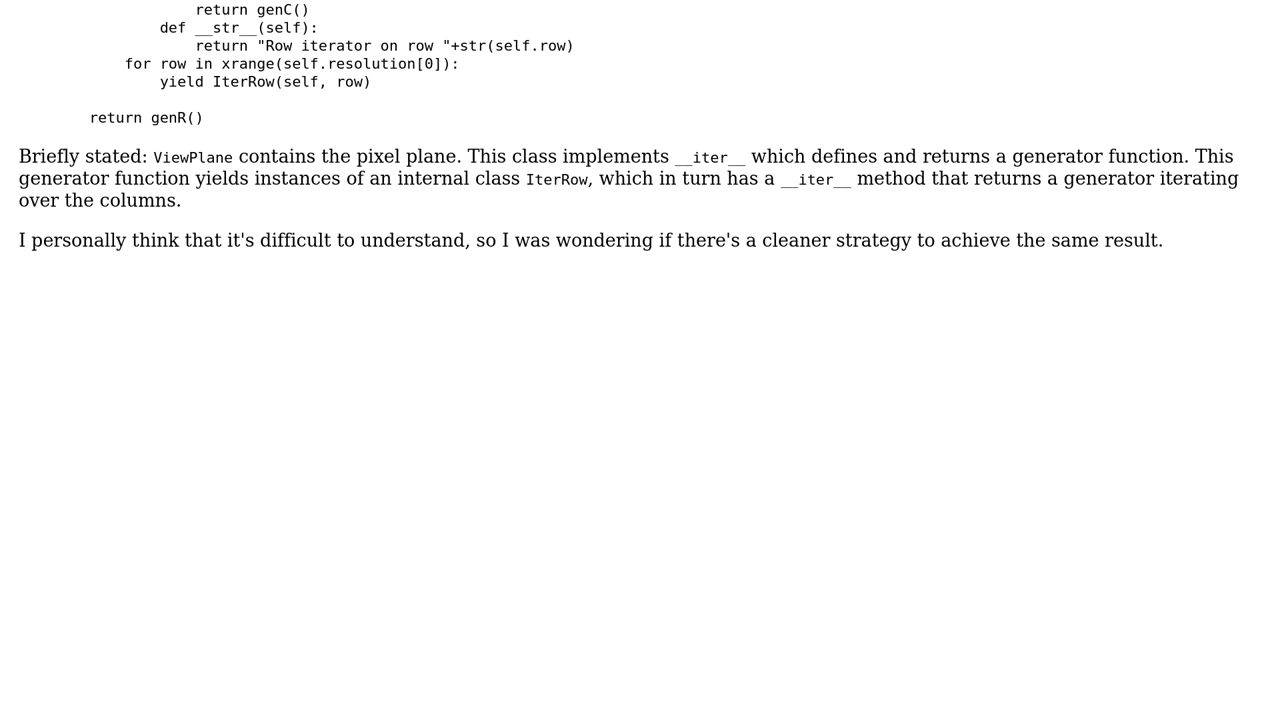 return genC()
        def __str__(self):
            return "Row iterator on row "+str(self.row)
    for row in xrange(self.resolution[0]):
        yield IterRow(self, row)
return genR()
Briefly stated: ViewPlane contains the pixel plane. This class implements __iter__ which defines and returns a generator function. This
generator function yields instances of an internal class IterRow, which in turn has a __iter__ method that returns a generator iterating
over the columns.
I personally think that it's difficult to understand, so I was wondering if there's a cleaner strategy to achieve the same result.